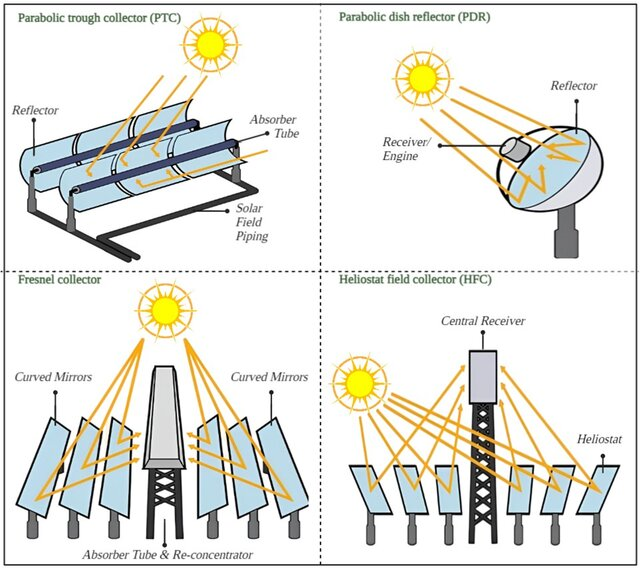 Parabolic trough collector (PTC)
Reflector
Absorber
Tube
Solar
Field
Piping
Parabolic dish reflector (PDR)
Reflector
Receiver/
Engine
Fresnel collector
Curved Mirrors
Curved Mirrors
Absorber Tube & Re-concentrator
Heliostat field collector (HFC)
Central Receiver
Heliostat